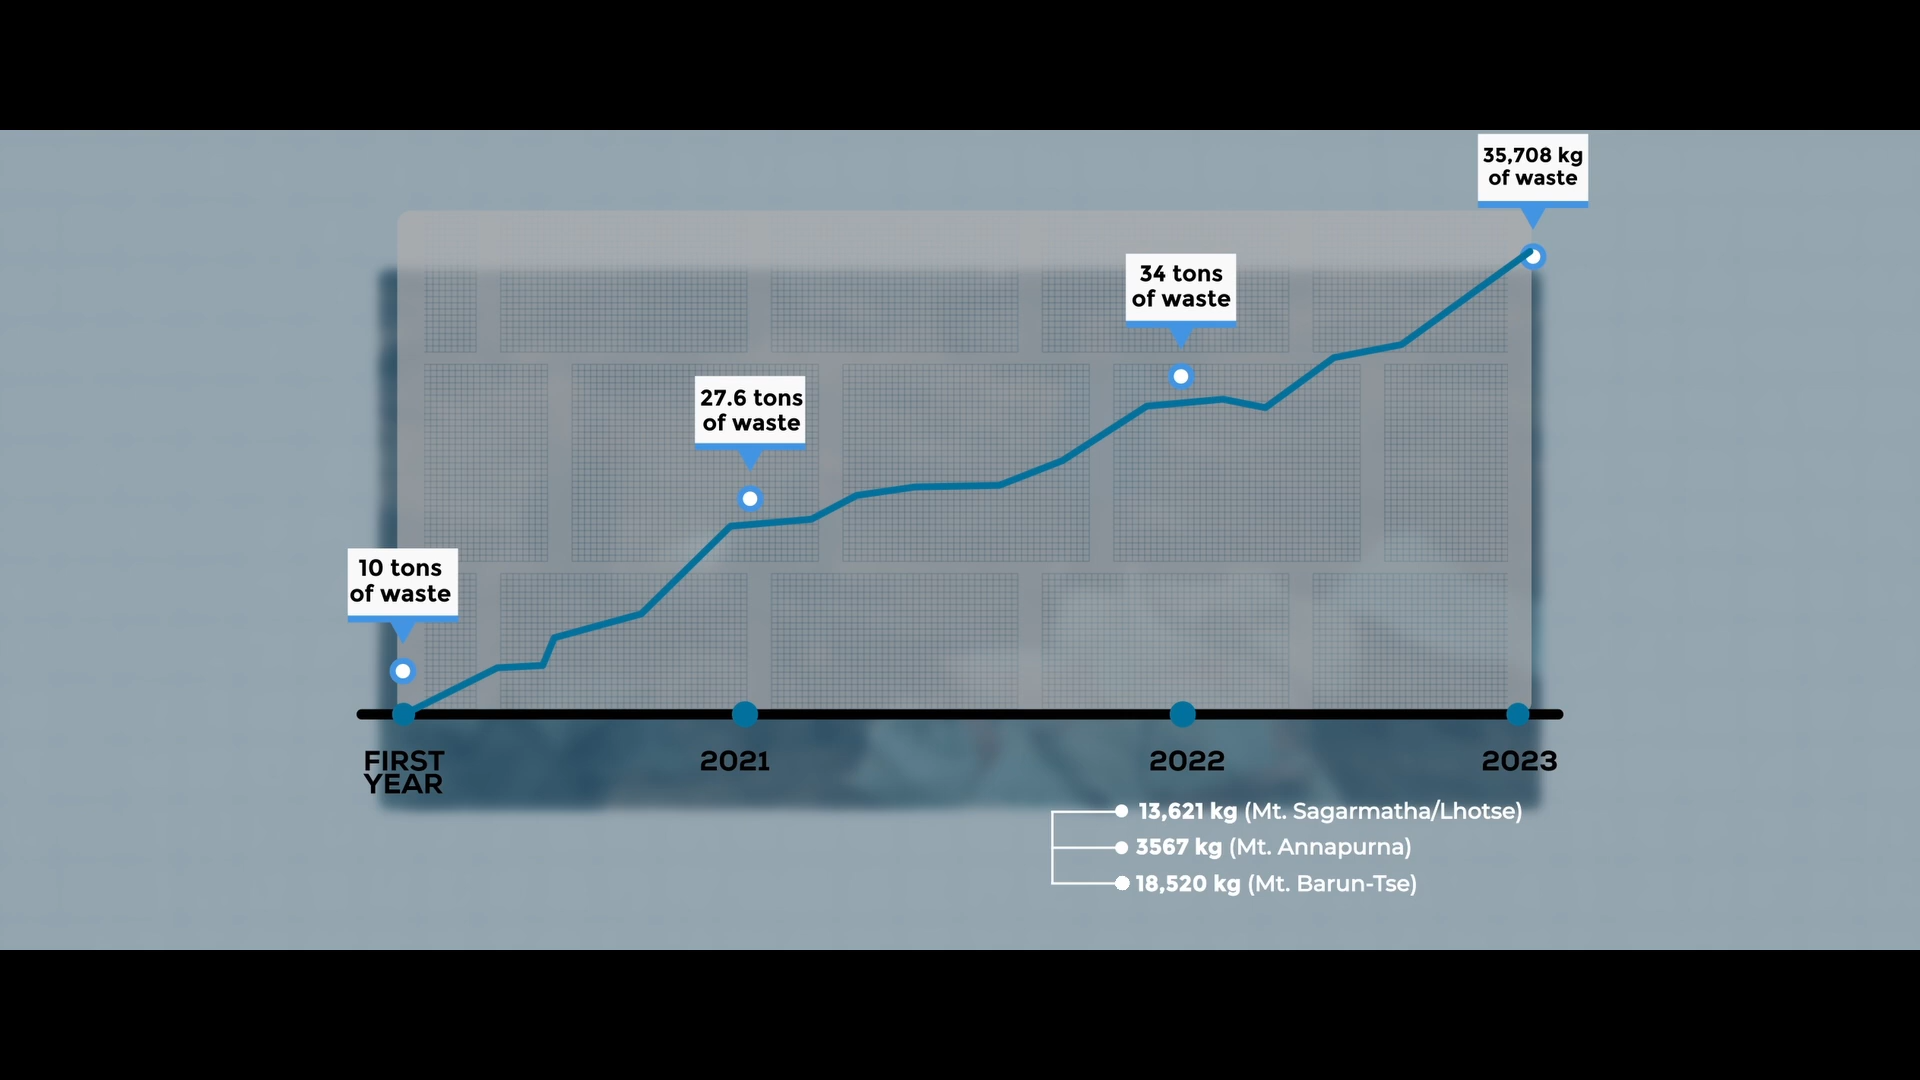 35,708 kg
of waste
34 tons
of waste
27.6 tons
of waste
10 tons
of waste
FIRST
YEAR
2021
2022
2023
13,621 kg (Mt. Sagarmatha/Lhotse)
3567 kg (Mt. Annapurna)
18,520 kg (Mt. Barun-Tse)